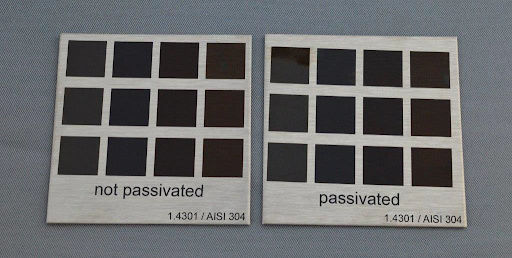 not passivated
1.4301 / AISI 304
passivated
1.4301 / AISI 304